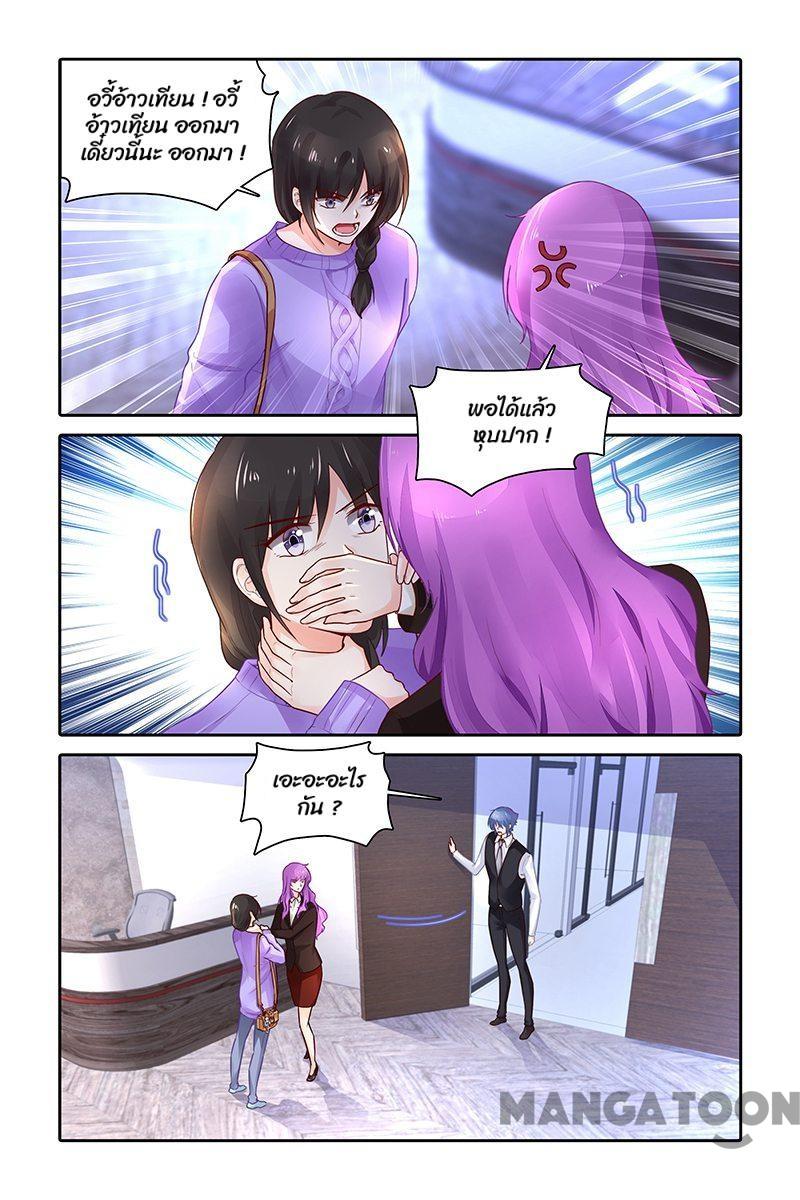 อวี้อ้าวเทียน ! อวี้
อ้าวเทียน ออกมา
เดี๋ยวนี้นะ ออกมา !
พอได้แล้ว
หุบปาก !
เอะอะอะไร
กัน ?
MANGATOON